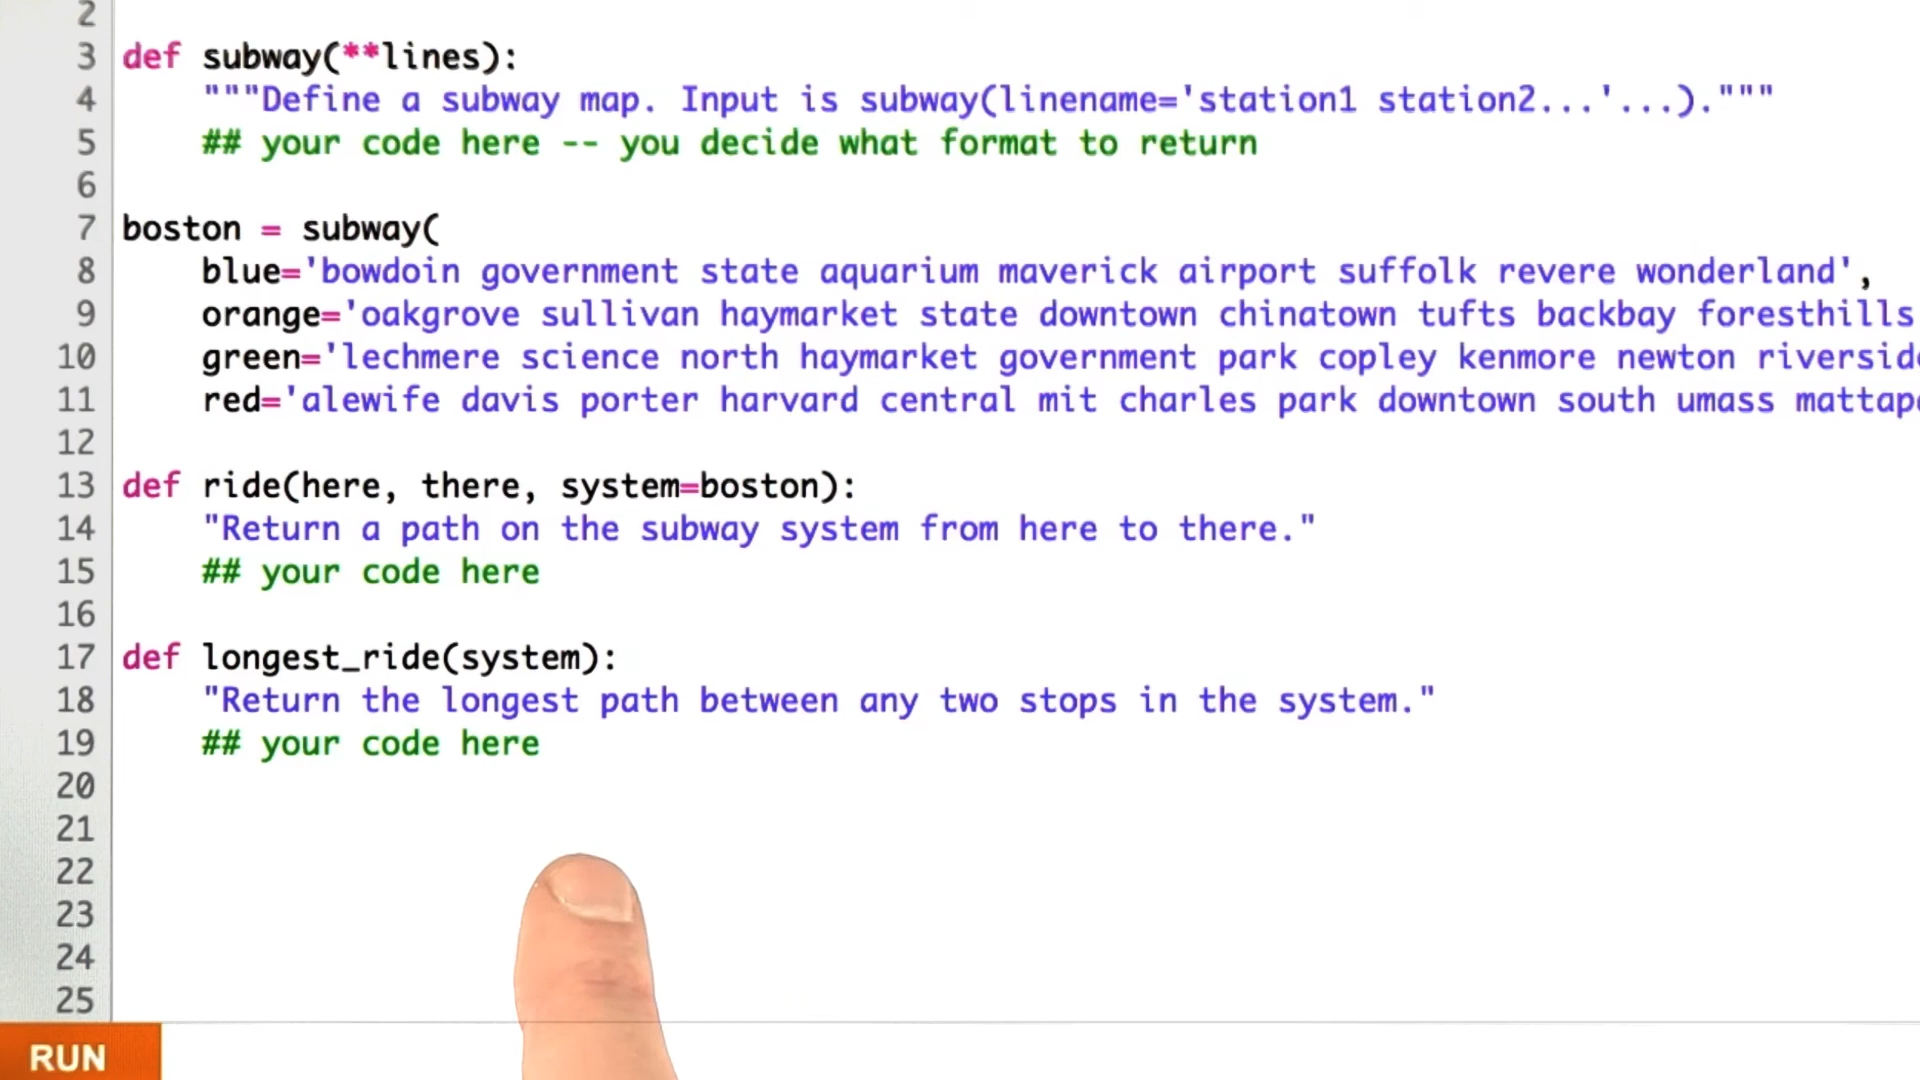 2
3 def subway(**lines):
4 """Define a subway map. Input is subway(linename='station1 station2...'...)."""
5 ## your code here -- you decide what format to return
6
7 boston = subway(
8 blue='bowdoin government state aquarium maverick airport suffolk revere wonderland',
9 orange='oakgrove sullivan haymarket state downtown chinatown tufts backbay foresthills
10 green='lechmere science north haymarket government park copley kenmore newton riverside
11 red='alewife davis porter harvard central mit charles park downtown south umass
12
13 def ride(here, there, system=boston):
14 "Return a path on the subway system from here to there."
15 ## your code here
16
17 def longest_ride(system):
18 "Return the longest path between any two stops in the system."
19 ## your code here
20
21
22
23
24
25
RUN